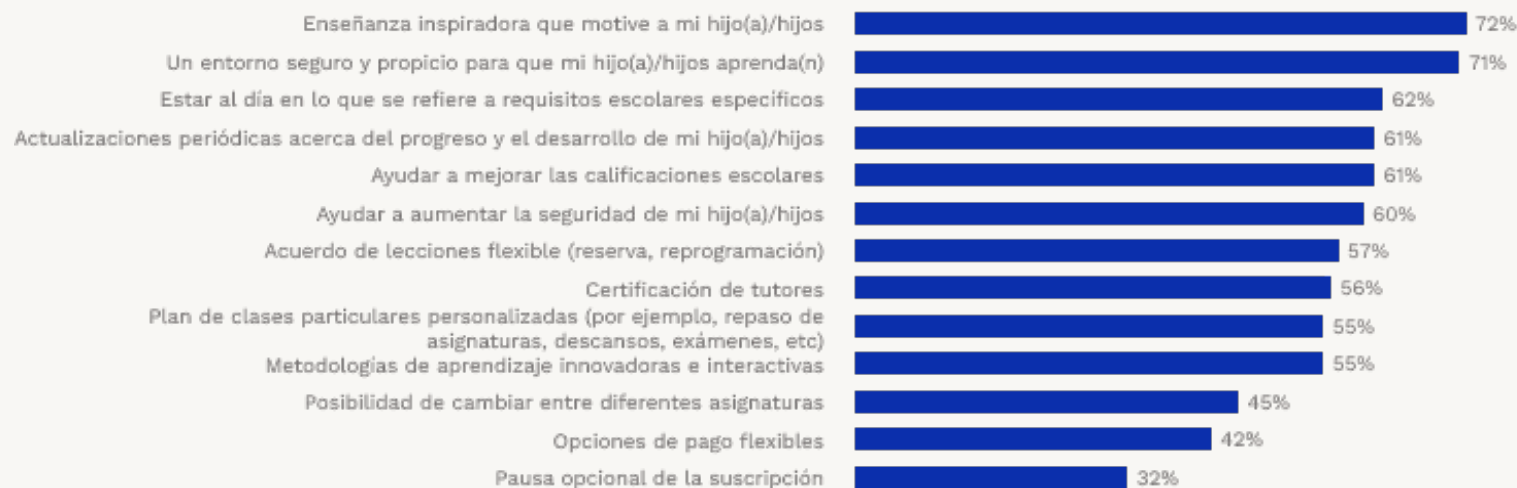 Enseñanza inspiradora que motive a mi hijo(a)/hijos 72%
Un entorno seguro y propicio para que mi hijo(a)/hijos aprenda(n) 71%
Estar al día en lo que se refiere a requisitos escolares específicos 62%
Actualizaciones periódicas acerca del progreso y el desarrollo de mi hijo(a)/hijos 61%
Ayudar a mejorar las calificaciones escolares 61%
Ayudar a aumentar la seguridad de mi hijo(a)/hijos 60%
Acuerdo de lecciones flexible (reserva, reprogramación) 57%
Certificación de tutores 56%
Plan de clases particulares personalizadas (por ejemplo, repaso de
asignaturas, descansos, exámenes, etc) 55%
Metodologías de aprendizaje innovadoras e interactivas 55%
Posibilidad de cambiar entre diferentes asignaturas 45%
Opciones de pago flexibles 42%
Pausa opcional de la suscripción 32%